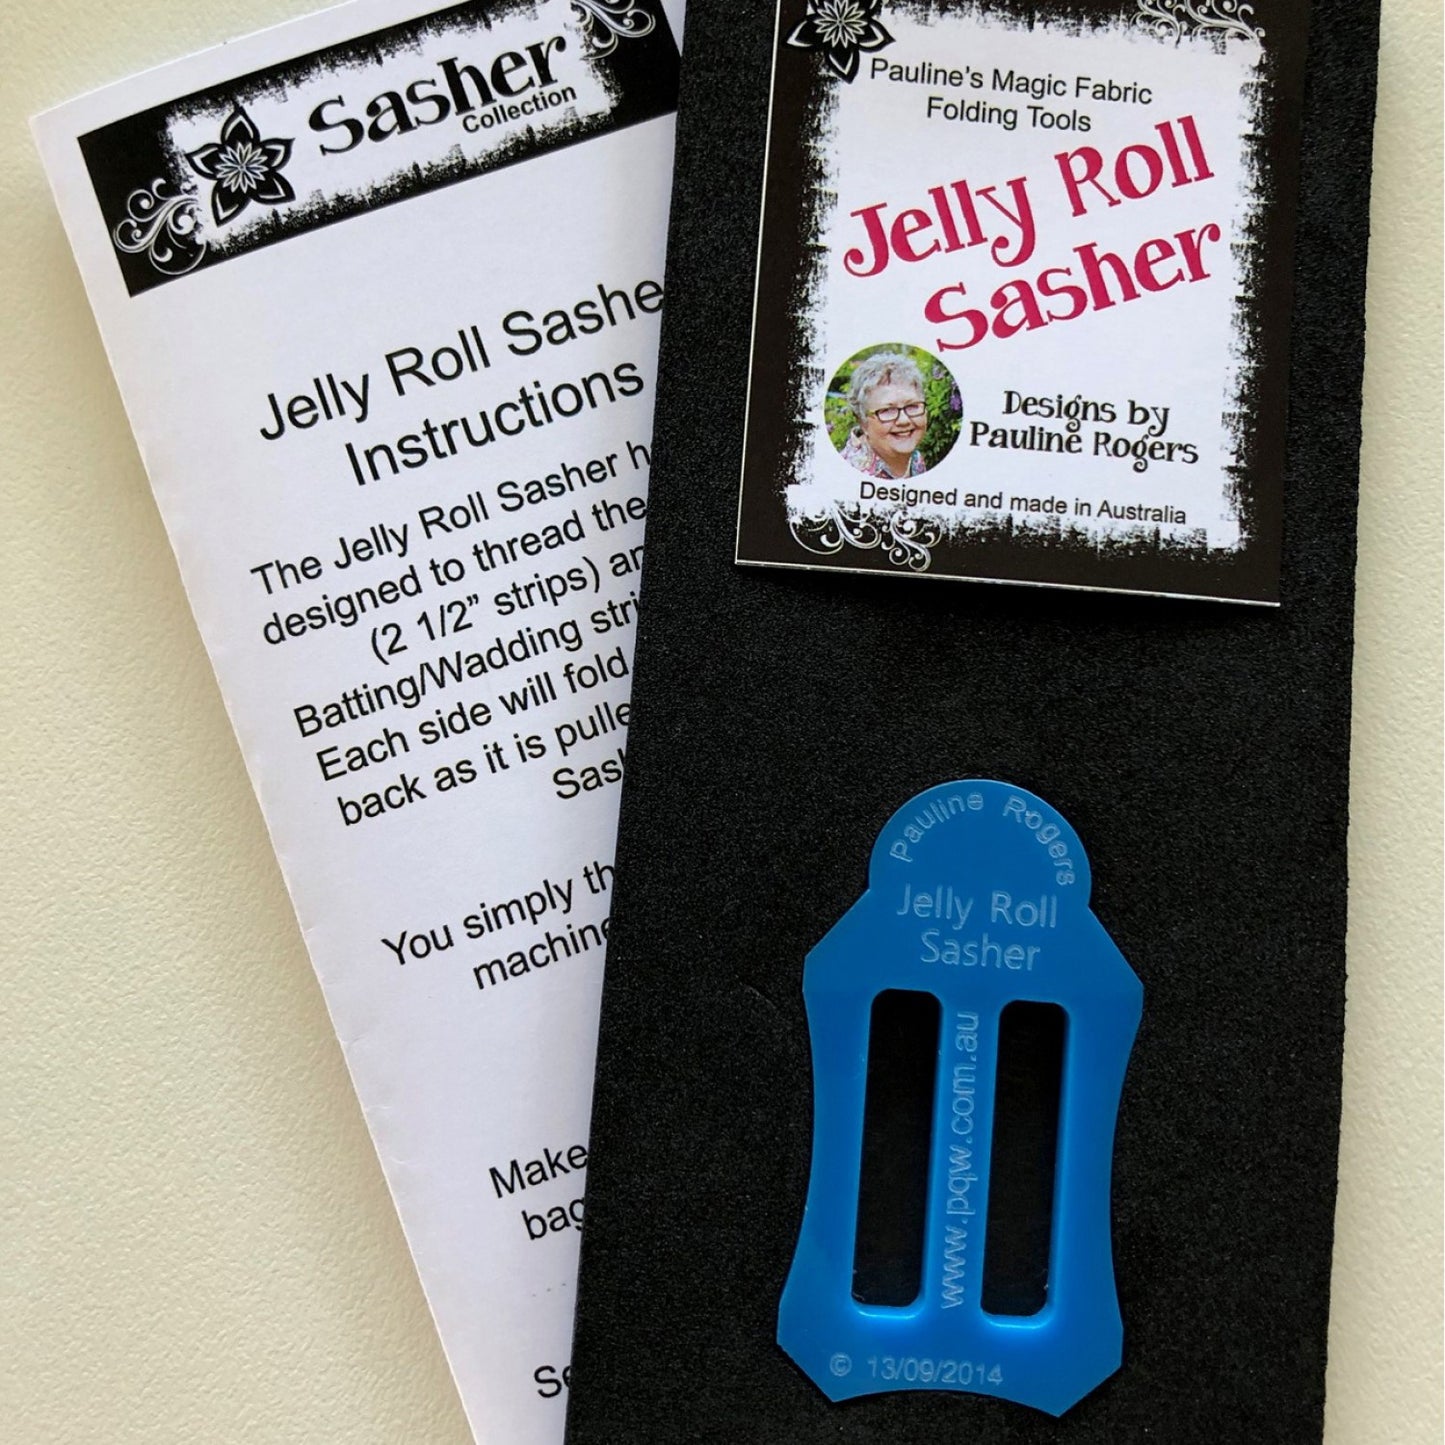 Sasher
Collection
Jelly Roll Sashe
Instructions
The Jelly Roll Sasher h
designed to thread the
(2 1/2” strips) an
Batting/Wadding stri
Each side will fold
back as it is pulle
Sash
You simply th
machine
Make
bag
Se
Pauline's Magic Fabric
Folding Tools
Jelly Roll
Sasher
Designs by
Pauline Rogers
Designed and made in Australia
Pauline Rogers
Jelly Roll
Sasher
www.pqw.com.au
© 13/09/2014